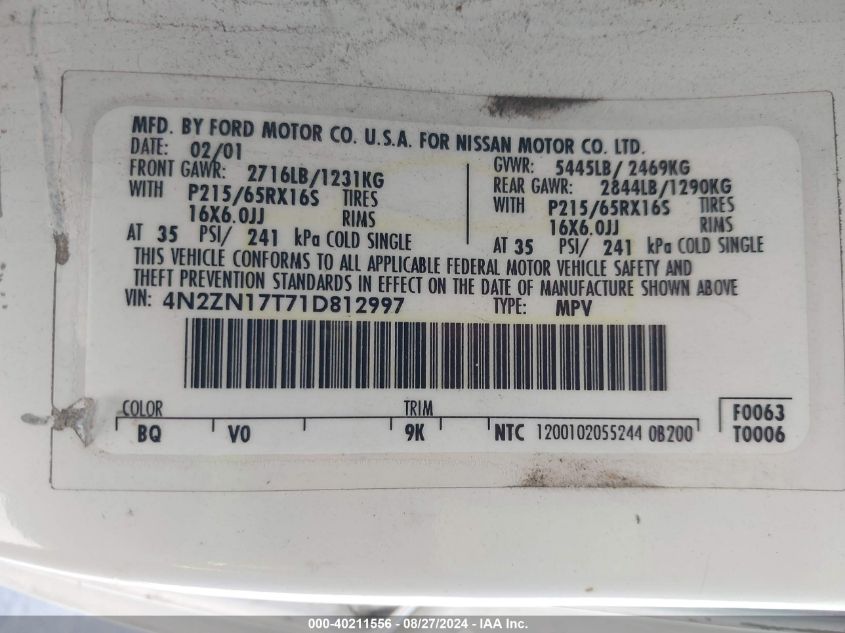 MFD. BY FORD MOTOR CO. U.S.A. FOR NISSAN MOTOR CO. LTD.
DATE: 02/01 GVWR: 5445LB/ 2469KG
FRONT GAWR: 2716LB/1231KG REAR GAWR: 2844LB/1290KG
WITH P215/65RX16S TIRES WITH P215/65RX16S TIRES
16X6.0JJ RIMS 16X6.0JJ RIMS
AT 35 PSI/ 241 kPa COLD SINGLE AT 35 PSI/ 241 kPa COLD SINGLE
THIS VEHICLE CONFORMS TO ALL APPLICABLE FEDERAL MOTOR VEHICLE SAFETY AND
THEFT PREVENTION STANDARDS IN EFFECT ON THE DATE OF MANUFACTURE SHOWN ABOVE
VIN: 4N2ZN17T71D812997 TYPE: MPV
COLOR TRIM F0063
BQ V0 9K NTC 1200102055244 0B200 T0006
000-40211556 - 08/27/2024 - IAA Inc.